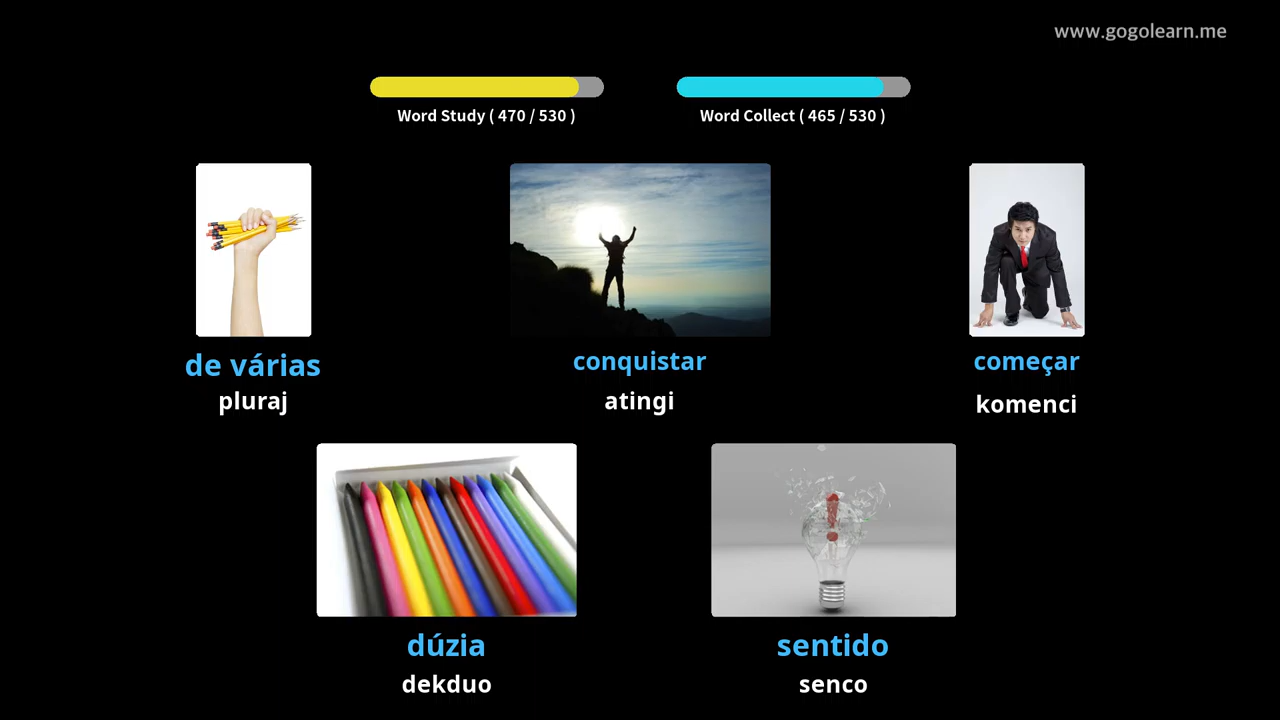 www.gogolearn.me
Word Study ( 470 / 530 )
Word Collect ( 465 / 530 )
de várias
pluraj
conquistar
atingi
começar
komenci
dúzia
dekduo
sentido
senco